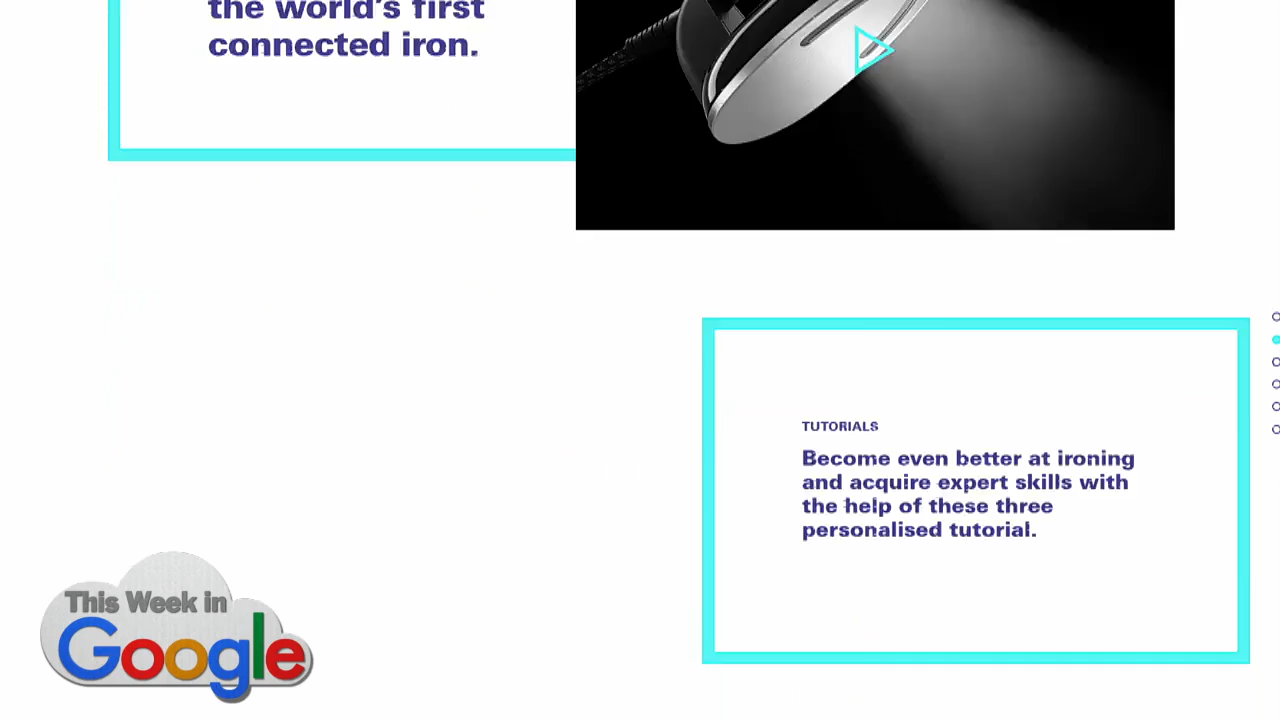 the world's first
connected iron.
TUTORIALS
Become even better at ironing
and acquire expert skills with
the help of these three
personalised tutorial.
This Week in
Google